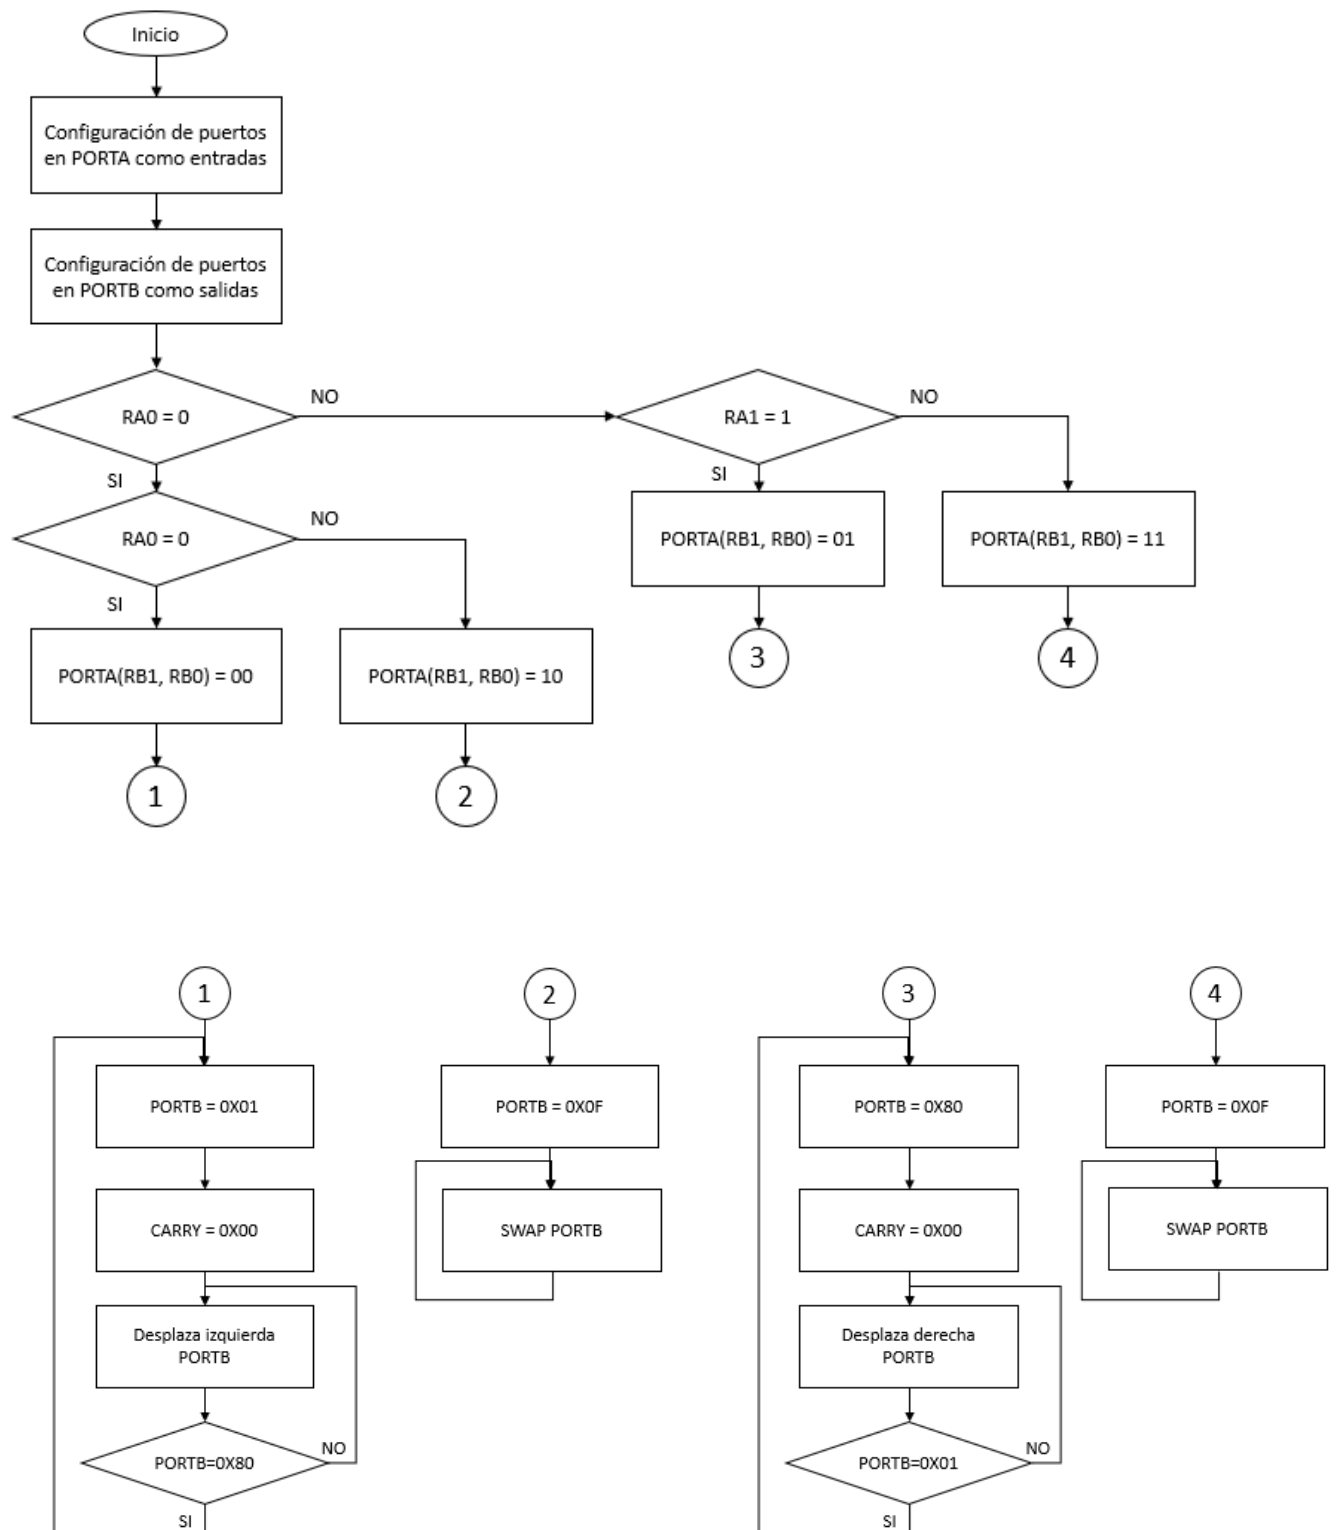 Inicio
Configuración de puertos
en PORTA como entradas
Configuración de puertos
en PORTB como salidas
RA0 = 0
NO
RA1 = 1
NO
SI
SI
RA0 = 0
NO
PORTA(RB1, RB0) = 01
PORTA(RB1, RB0) = 11
SI
3
4
PORTA(RB1, RB0) = 00
PORTA(RB1, RB0) = 10
1
2
1
2
3
4
PORTB = 0X01
PORTB = 0X0F
PORTB = 0X80
PORTB = 0X0F
CARRY = 0X00
SWAP PORTB
CARRY = 0X00
SWAP PORTB
Desplaza izquierda
PORTB
Desplaza derecha
PORTB
PORTB=0X80
NO
PORTB=0X01
NO
SI
SI